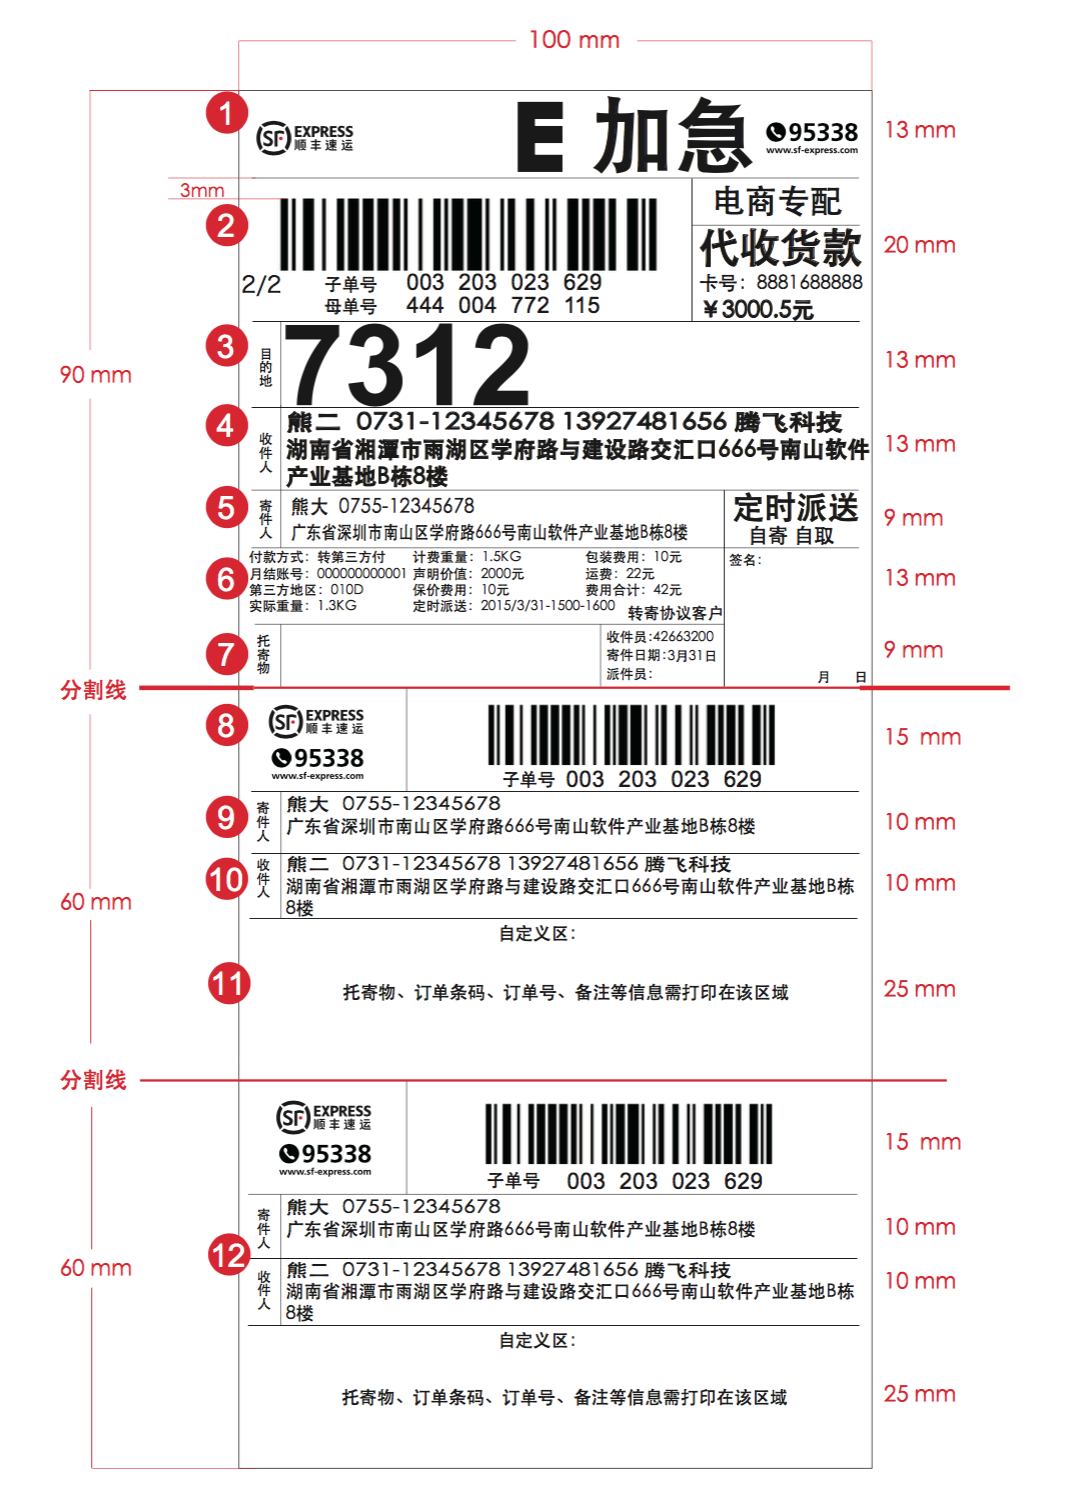 100 mm
1
SF EXPRESS
顺丰速运
E 加急
95338
www.sf-express.com
13 mm
3mm
2
电商专配
代收货款
卡号：8881688888
￥3000.5元
20 mm
2/2
子单号 003 203 023 629
母单号 444 004 772 115
90 mm
3
目的地
7312
13 mm
4
收件人
熊二 0731-12345678 13927481656 腾飞科技
湖南省湘潭市雨湖区学府路与建设路交汇口666号南山软件
产业基地B栋8楼
13 mm
5
寄件人
熊大 0755-12345678
广东省深圳市南山区学府路666号南山软件产业基地B栋8楼
定时派送
自寄 自取
9 mm
6
付款方式：转第三方付 计费重量：1.5KG 包装费用：10元
月结账号：000000000001 声明价值：2000元 运费：22元
第三方地区：010D 保价费用：10元 费用合计：42元
实际重量：1.3KG 定时派送：2015/3/31-1500-1600 转寄协议客户
签名：
13 mm
7
托寄物
收件员:42663200
寄件日期:3月31日
派件员：
月 日
9 mm
分割线
8
SF EXPRESS
顺丰速运
95338
www.sf-express.com
子单号 003 203 023 629
15 mm
9
寄件人
熊大 0755-12345678
广东省深圳市南山区学府路666号南山软件产业基地B栋8楼
10 mm
60 mm
10
收件人
熊二 0731-12345678 13927481656 腾飞科技
湖南省湘潭市雨湖区学府路与建设路交汇口666号南山软件产业基地B栋
8楼
10 mm
11
自定义区：
托寄物、订单条码、订单号、备注等信息需打印在该区域
25 mm
分割线
SF EXPRESS
顺丰速运
95338
www.sf-express.com
子单号 003 203 023 629
15 mm
寄件人
熊大 0755-12345678
广东省深圳市南山区学府路666号南山软件产业基地B栋8楼
10 mm
12
60 mm
收件人
熊二 0731-12345678 13927481656 腾飞科技
湖南省湘潭市雨湖区学府路与建设路交汇口666号南山软件产业基地B栋
8楼
10 mm
自定义区：
托寄物、订单条码、订单号、备注等信息需打印在该区域
25 mm